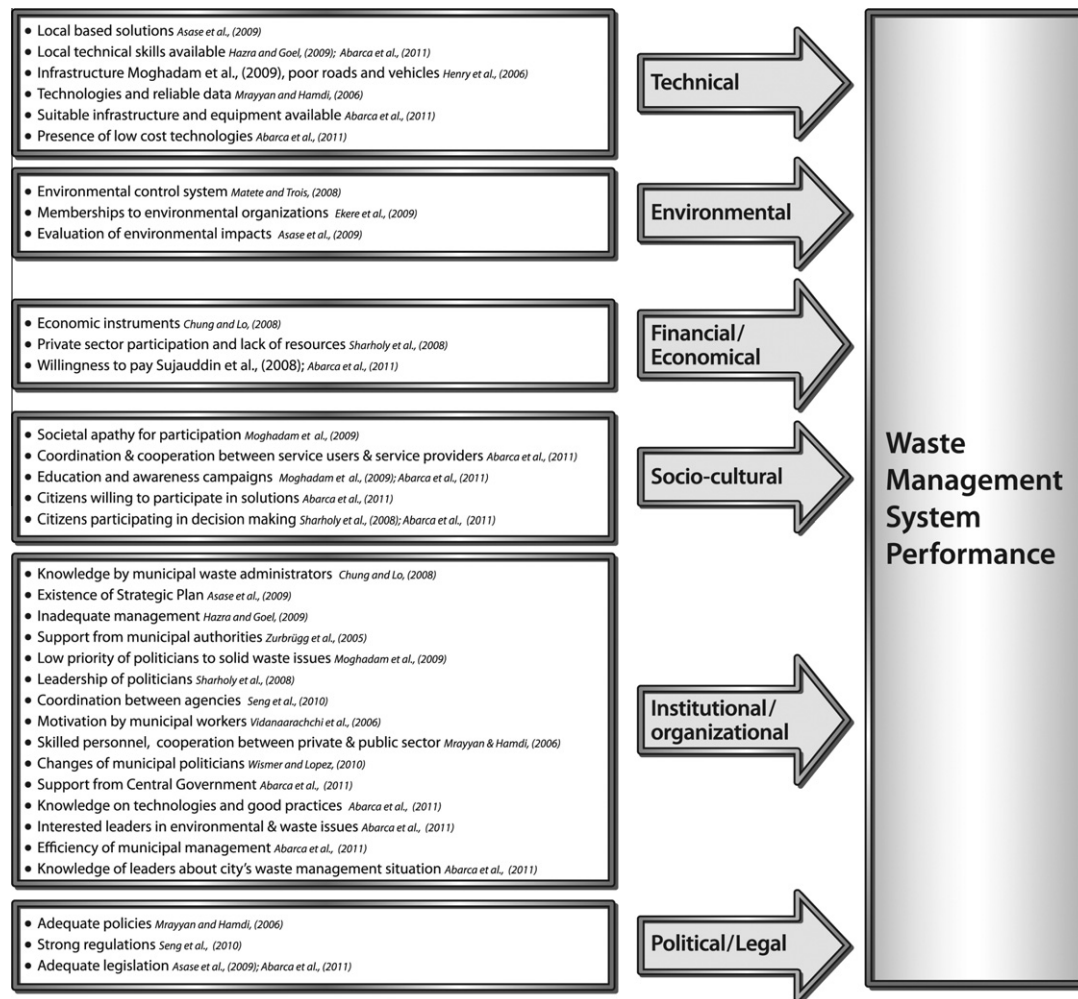 • Local based solutions Asase et al., (2009)
• Local technical skills available Hazra and Goel, (2009); Abarca et al., (2011)
• Infrastructure Moghadam et al., (2009), poor roads and vehicles Henry et al., (2006)
• Technologies and reliable data Mrayyan and Hamdi, (2006)
• Suitable infrastructure and equipment available Abarca et al., (2011)
• Presence of low cost technologies Abarca et al., (2011)
Technical
• Environmental control system Matete and Trois, (2008)
• Memberships to environmental organizations Ekere et al., (2009)
• Evaluation of environmental impacts Asase et al., (2009)
Environmental
• Economic instruments Chung and Lo, (2008)
• Private sector participation and lack of resources Sharholy et al., (2008)
• Willingness to pay Sujauddin et al., (2008); Abarca et al., (2011)
Financial/
Economical
• Societal apathy for participation Moghadam et al., (2009)
• Coordination & cooperation between service users & service providers Abarca et al., (2011)
• Education and awareness campaigns Moghadam et al., (2009); Abarca et al., (2011)
• Citizens willing to participate in solutions Abarca et al., (2011)
• Citizens participating in decision making Sharholy et al., (2008); Abarca et al., (2011)
Socio-cultural
• Knowledge by municipal waste administrators Chung and Lo, (2008)
• Existence of Strategic Plan Asase et al., (2009)
• Inadequate management Hazra and Goel, (2009)
• Support from municipal authorities Zurbrügg et al., (2005)
• Low priority of politicians to solid waste issues Moghadam et al., (2009)
• Leadership of politicians Sharholy et al., (2008)
• Coordination between agencies Seng et al., (2010)
• Motivation by municipal workers Vidanaarachchi et al., (2006)
• Skilled personnel, cooperation between private & public sector Mrayyan & Hamdi, (2006)
• Changes of municipal politicians Wismer and Lopez, (2010)
• Support from Central Government Abarca et al., (2011)
• Knowledge on technologies and good practices Abarca et al., (2011)
• Interested leaders in environmental & waste issues Abarca et al., (2011)
• Efficiency of municipal management Abarca et al., (2011)
• Knowledge of leaders about city's waste management situation Abarca et al., (2011)
Institutional/
organizational
• Adequate policies Mrayyan and Hamdi, (2006)
• Strong regulations Seng et al., (2010)
• Adequate legislation Asase et al., (2009); Abarca et al., (2011)
Political/Legal
Waste
Management
System
Performance